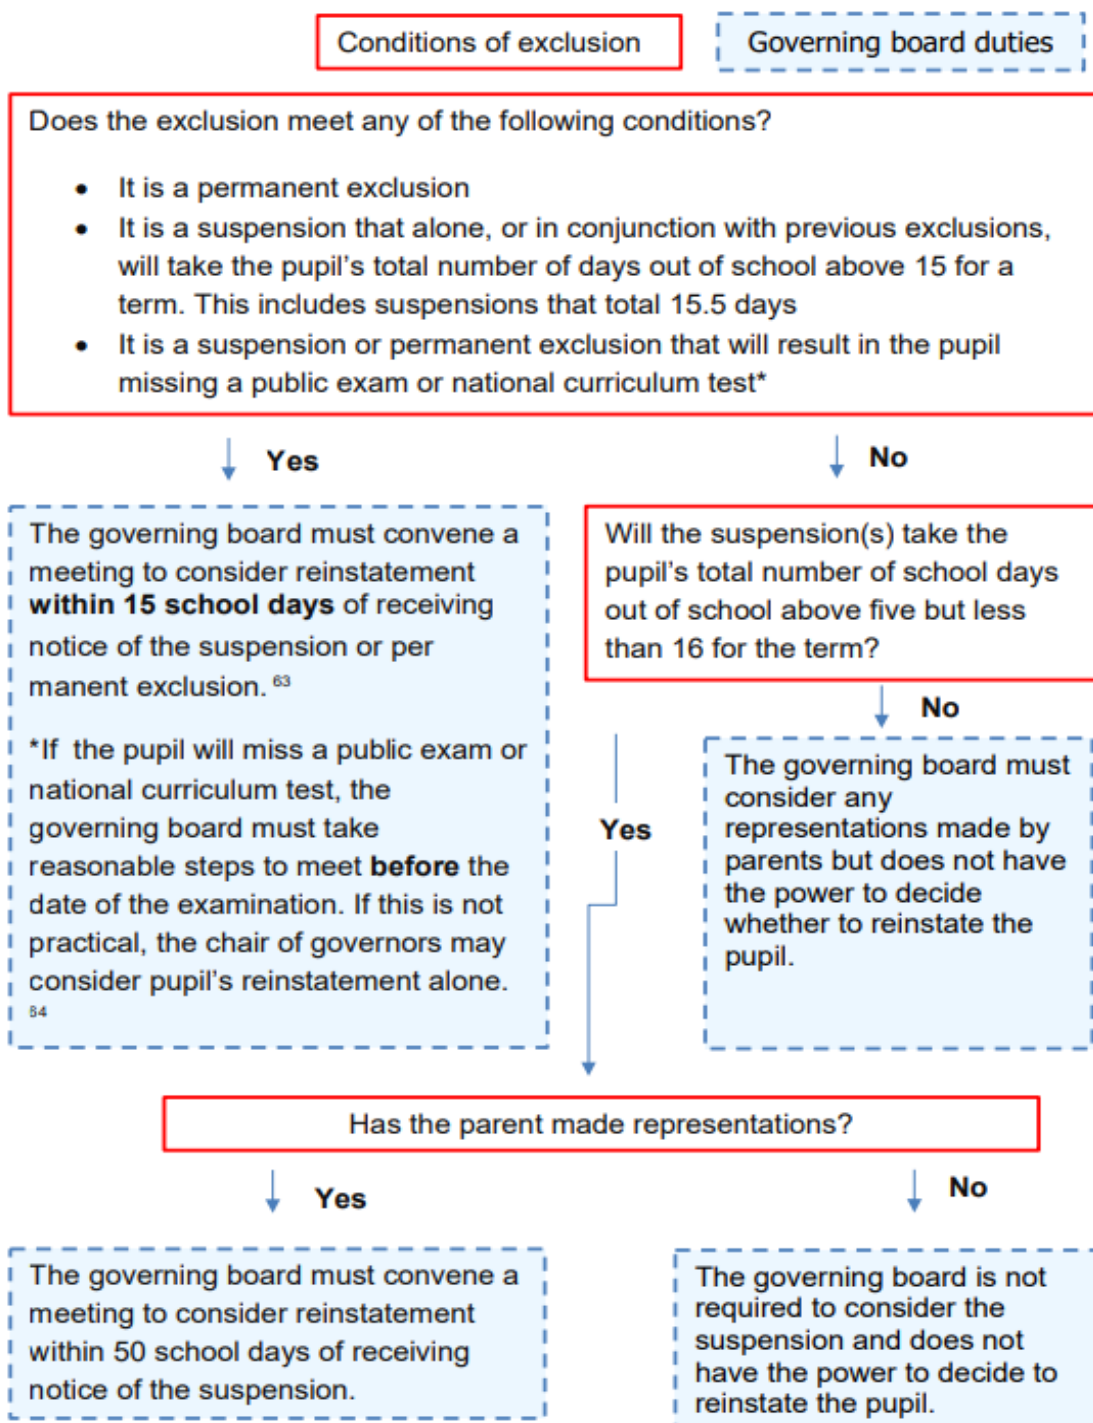 Conditions of exclusion
Governing board duties
Does the exclusion meet any of the following conditions?
• It is a permanent exclusion
• It is a suspension that alone, or in conjunction with previous exclusions,
will take the pupil’s total number of days out of school above 15 for a
term. This includes suspensions that total 15.5 days
• It is a suspension or permanent exclusion that will result in the pupil
missing a public exam or national curriculum test*
Yes
No
The governing board must convene a
meeting to consider reinstatement
within 15 school days of receiving
notice of the suspension or per
manent exclusion. 63
*If the pupil will miss a public exam or
national curriculum test, the
governing board must take
reasonable steps to meet before the
date of the examination. If this is not
practical, the chair of governors may
consider pupil’s reinstatement alone.
64
Will the suspension(s) take the
pupil’s total number of school days
out of school above five but less
than 16 for the term?
No
Yes
The governing board must
consider any
representations made by
parents but does not have
the power to decide
whether to reinstate the
pupil.
Has the parent made representations?
Yes
No
The governing board must convene a
meeting to consider reinstatement
within 50 school days of receiving
notice of the suspension.
The governing board is not
required to consider the
suspension and does not
have the power to decide to
reinstate the pupil.